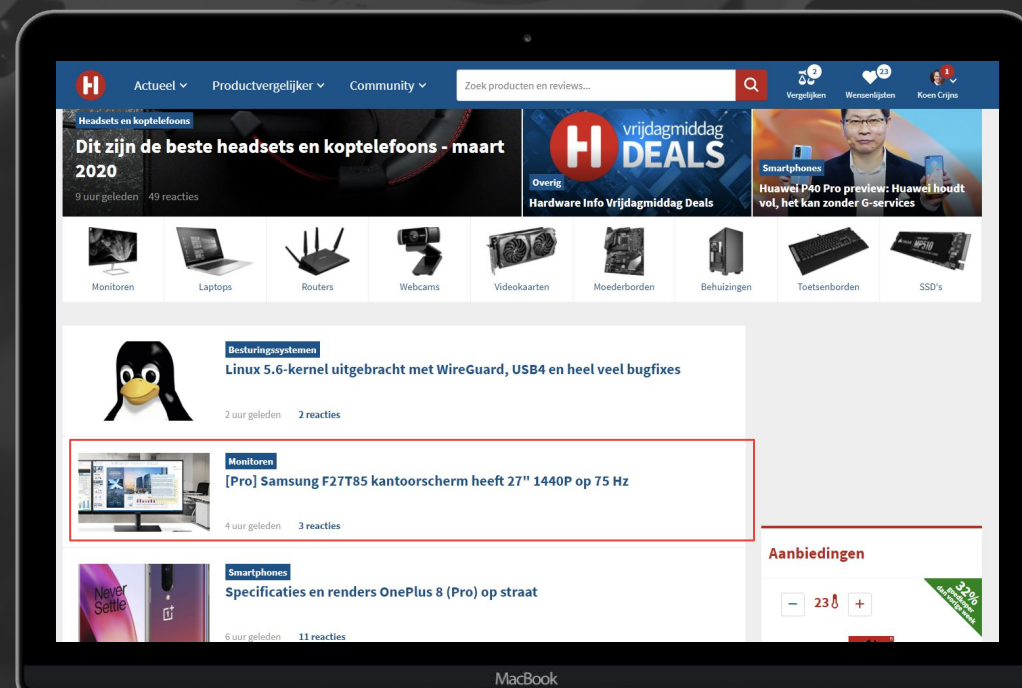 H
Actueel
Productvergelijker
Community
Zoek producten en reviews...
2
Vergelijken
23
Wensenlijsten
1
Koen Crijns
Headsets en koptelefoons
Dit zijn de beste headsets en koptelefoons - maart
2020
9 uur geleden 49 reacties
H
vrijdagmiddag
DEALS
Overig
Hardware Info Vrijdagmiddag Deals
Smartphones
Huawei P40 Pro preview: Huawei houdt
vol, het kan zonder G-services
MP510
Monitoren
Laptops
Routers
Webcams
Videokaarten
Moederborden
Behuizingen
Toetsenborden
SSD's
Besturingssystemen
Linux 5.6-kernel uitgebracht met WireGuard, USB4 en heel veel bugfixes
2 uur geleden 2 reacties
Monitoren
[Pro] Samsung F27T85 kantoorscherm heeft 27" 1440P op 75 Hz
4 uur geleden 3 reacties
Never
Settle
Smartphones
Specificaties en renders OnePlus 8 (Pro) op straat
6 uur geleden 11 reacties
Aanbiedingen
− 23 +
32%
goedkoper
dan vorige week
MacBook